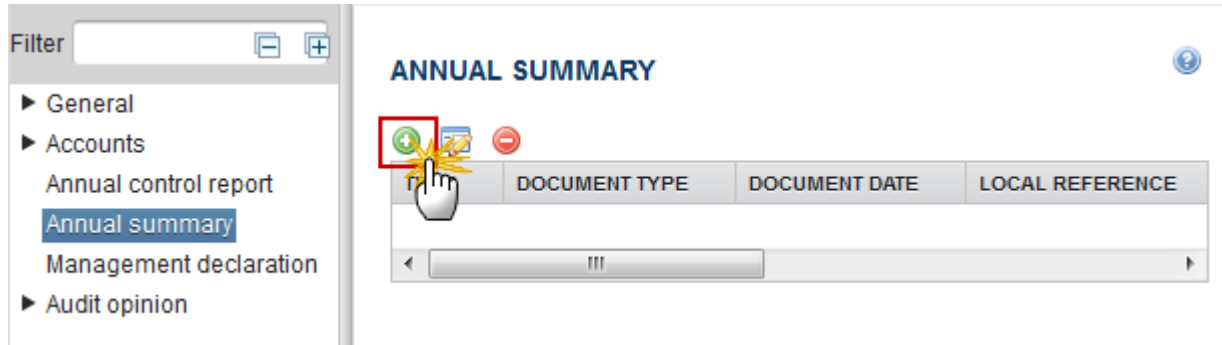 Filter
General
Accounts
Annual control report
Annual summary
Management declaration
Audit opinion
ANNUAL SUMMARY
DOCUMENT TYPE DOCUMENT DATE LOCAL REFERENCE